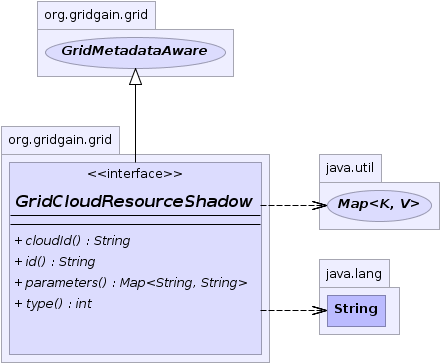 org.gridgain.grid
GridMetadataAware
org.gridgain.grid
<<interface>>
GridCloudResourceShadow
+ cloudId() : String
+ id() : String
+ parameters() : Map<String, String>
+ type() : int
java.util
Map<K, V>
java.lang
String